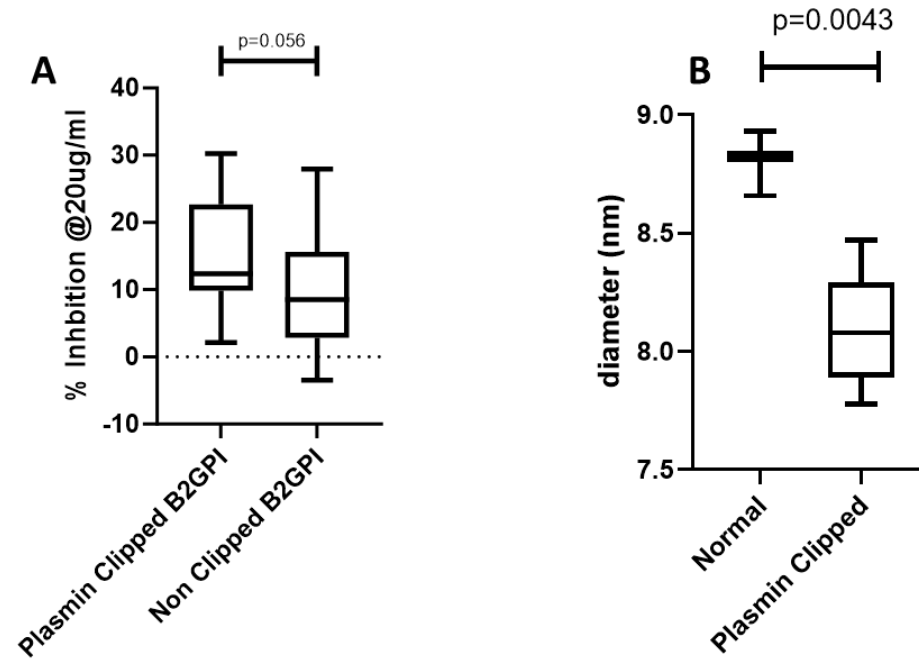 A
p=0.056
% Inhbition @20ug/ml
40
30
20
10
0
-10
Plasmin Clipped B2GPI
Non Clipped B2GPI
B
p=0.0043
diameter (nm)
9.0
8.5
8.0
7.5
Normal
Plasmin Clipped